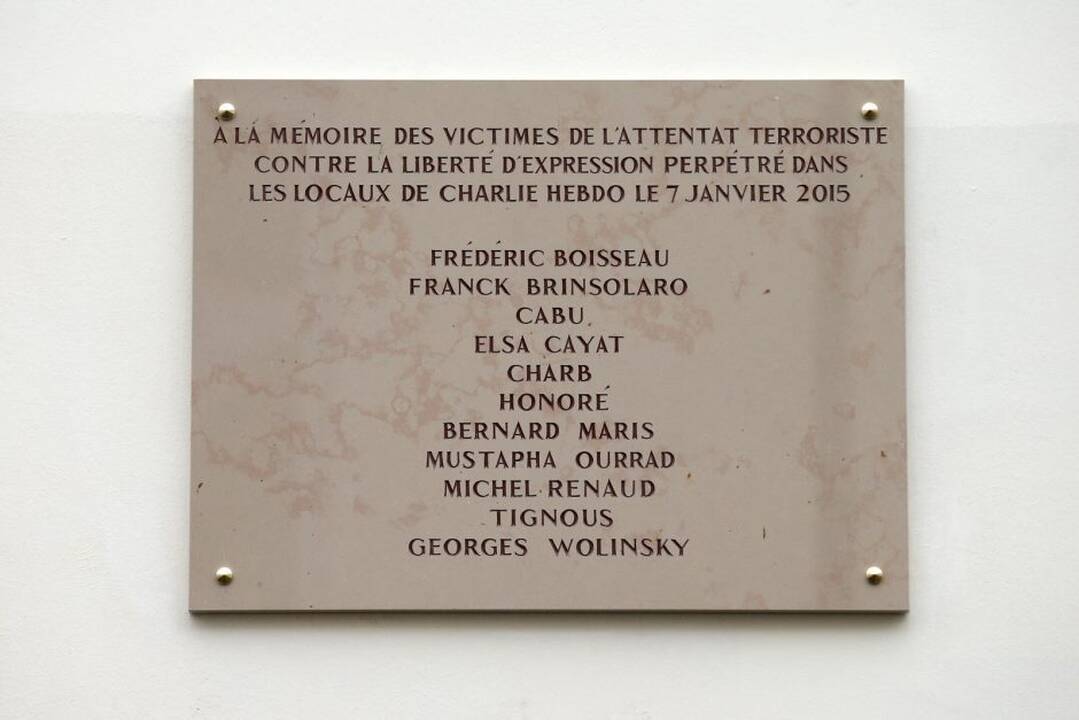 À LA MÉMOIRE DES VICTIMES DE L'ATTENTAT TERRORISTE
CONTRE LA LIBERTÉ D'EXPRESSION PERPÉTRÉ DANS
LES LOCAUX DE CHARLIE HEBDO LE 7 JANVIER 2015
FRÉDÉRIC BOISSEAU
FRANCK BRINSOLARO
CABU
ELSA CAYAT
CHARB
HONORÉ
BERNARD MARIS
MUSTAPHA OURRAD
MICHEL RENAUD
TIGNOUS
GEORGES WOLINSKY